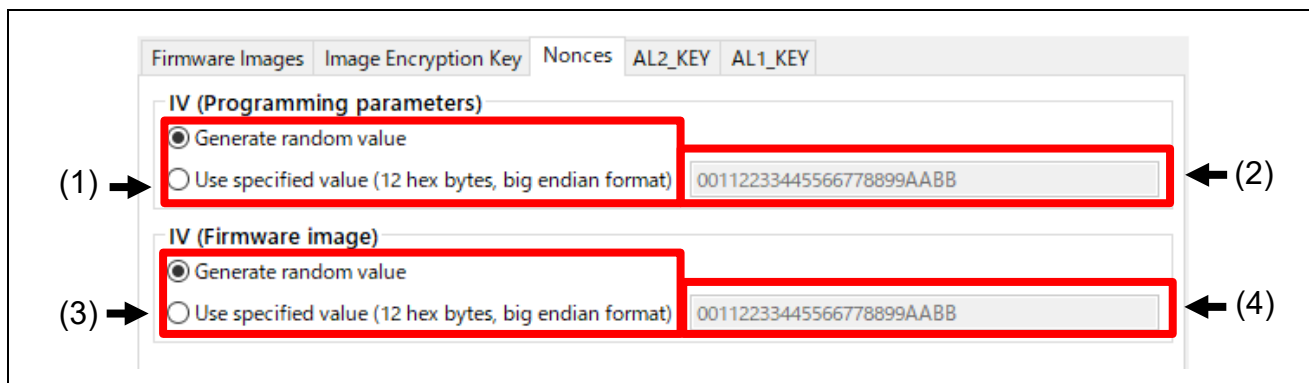 Firmware Images Image Encryption Key Nonces AL2_KEY AL1_KEY
IV (Programming parameters)
Generate random value
(1) Use specified value (12 hex bytes, big endian format) 00112233445566778899AABB (2)
IV (Firmware image)
Generate random value
(3) Use specified value (12 hex bytes, big endian format) 00112233445566778899AABB (4)